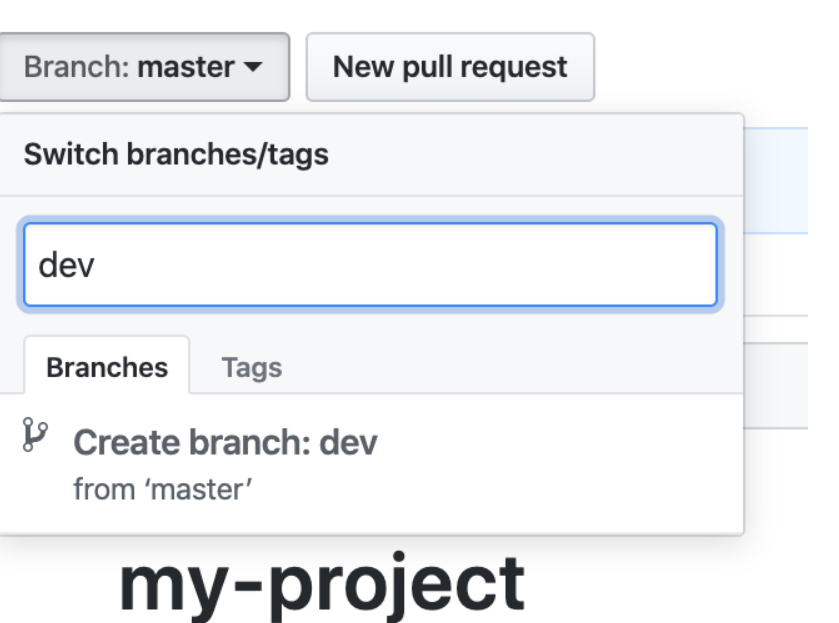 Branch: master New pull request
Switch branches/tags
dev
Branches Tags
Create branch: dev
from ‘master’
my-project